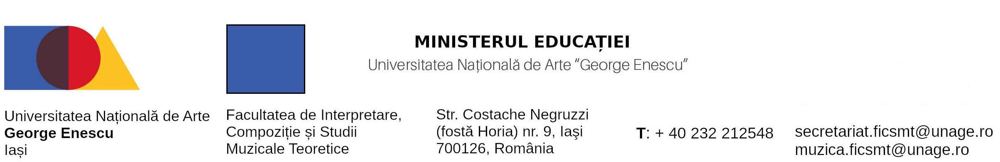 MINISTERUL EDUCAȚIEI
Universitatea Națională de Arte “George Enescu”
Universitatea Națională de Arte
George Enescu
Iași
Facultatea de Interpretare,
Compoziție și Studii
Muzicale Teoretice
Str. Costache Negruzzi
(fostă Horia) nr. 9, Iaşi
700126, România
T: + 40 232 212548
secretariat.ficsmt@unage.ro
muzica.ficsmt@unage.ro